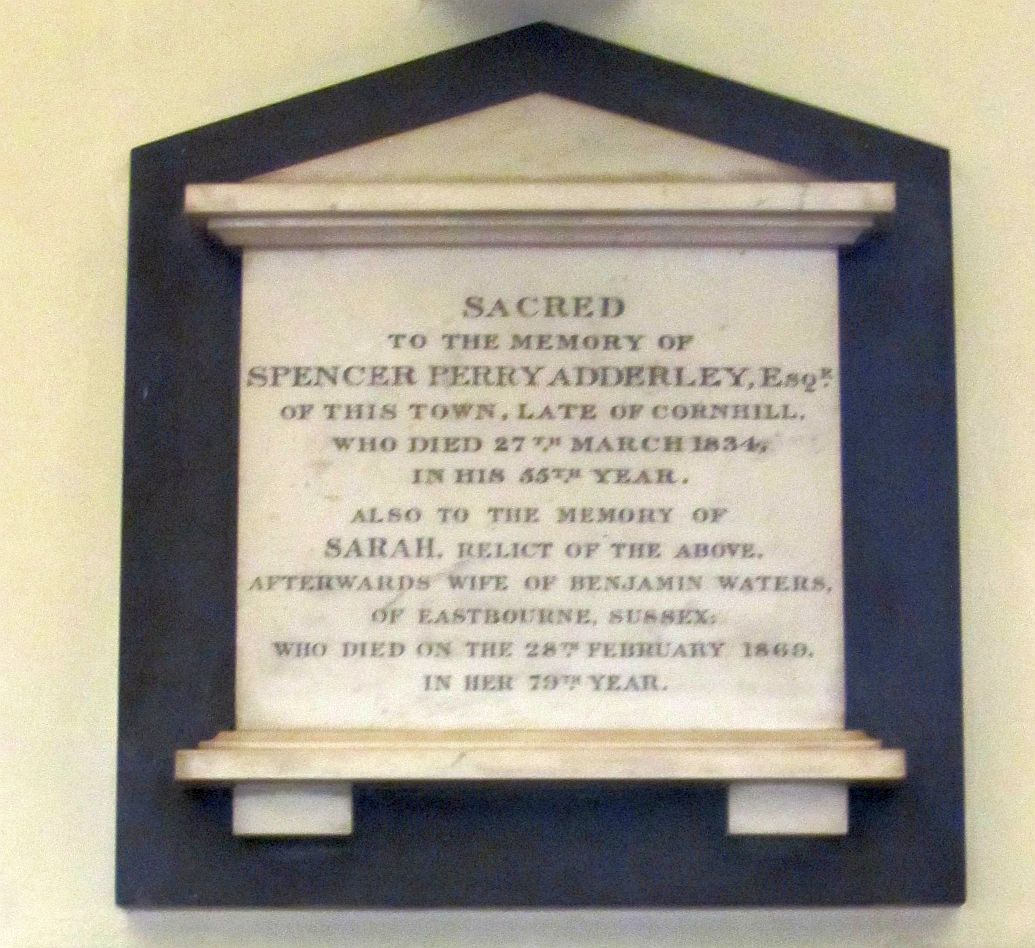 SACRED
TO THE MEMORY OF
SPENCER PERRY ADDERLEY, ESQR.
OF THIS TOWN, LATE OF CORNHILL,
WHO DIED 27TH MARCH 1834,
IN HIS 55TH YEAR.
ALSO TO THE MEMORY OF
SARAH, RELICT OF THE ABOVE,
AFTERWARDS WIFE OF BENJAMIN WATERS,
OF EASTBOURNE, SUSSEX;
WHO DIED ON THE 28TH FEBRUARY 1860,
IN HER 79TH YEAR.